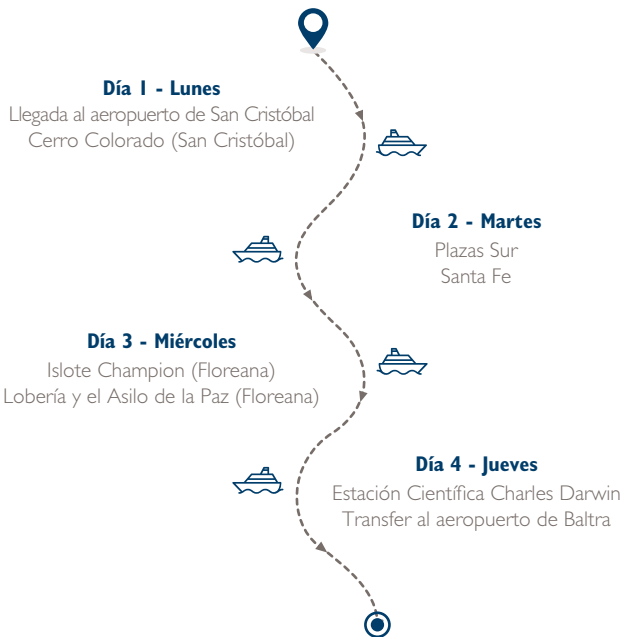 Día 1 - Lunes
Llegada al aeropuerto de San Cristóbal
Cerro Colorado (San Cristóbal)
Día 2 - Martes
Plazas Sur
Santa Fe
Día 3 - Miércoles
Islote Champion (Floreana)
Lobería y el Asilo de la Paz (Floreana)
Día 4 - Jueves
Estación Científica Charles Darwin
Transfer al aeropuerto de Baltra